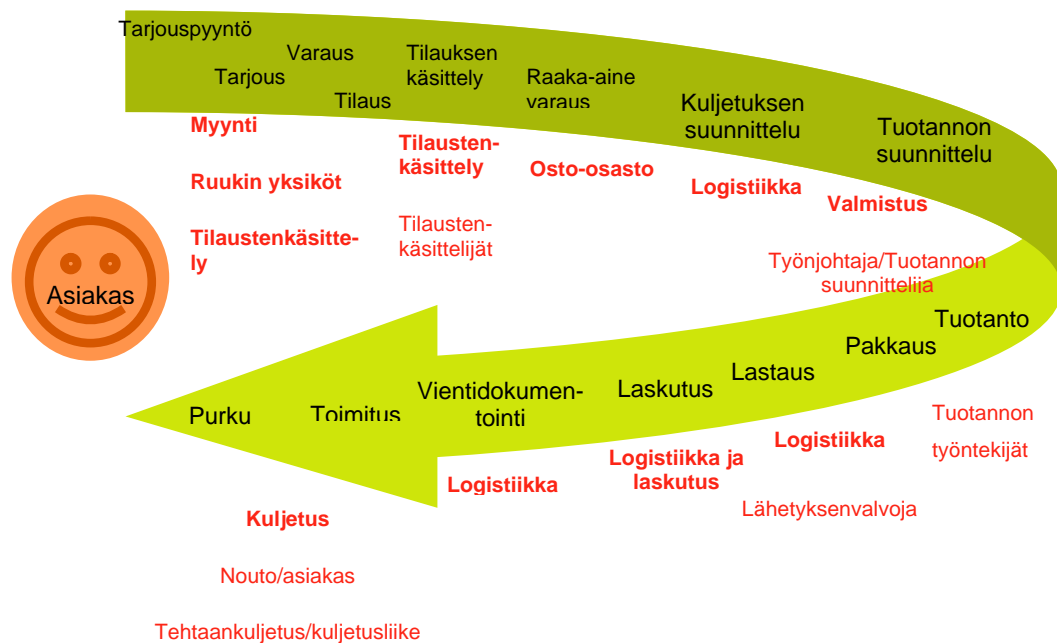 Tarjouspyyntö
Tarjous
Varaus
Tilaus
Tilauksen
käsittely
Raaka-aine
varaus
Kuljetuksen
suunnittelu
Tuotannon
suunnittelu
Myynti
Ruukin yksiköt
Tilaustenkäsitte-
ly
Tilausten-
käsittely
Tilausten-
käsittelijät
Osto-osasto
Logistiikka
Valmistus
Työnjohtaja/Tuotannon
suunnittelija
Asiakas
Tuotanto
Pakkaus
Lastaus
Laskutus
Vientidokumen-
tointi
Toimitus
Purku
Tuotannon
työntekijät
Logistiikka
Lähetyksenvalvoja
Logistiikka ja
laskutus
Logistiikka
Kuljetus
Nouto/asiakas
Tehtaankuljetus/kuljetusliike